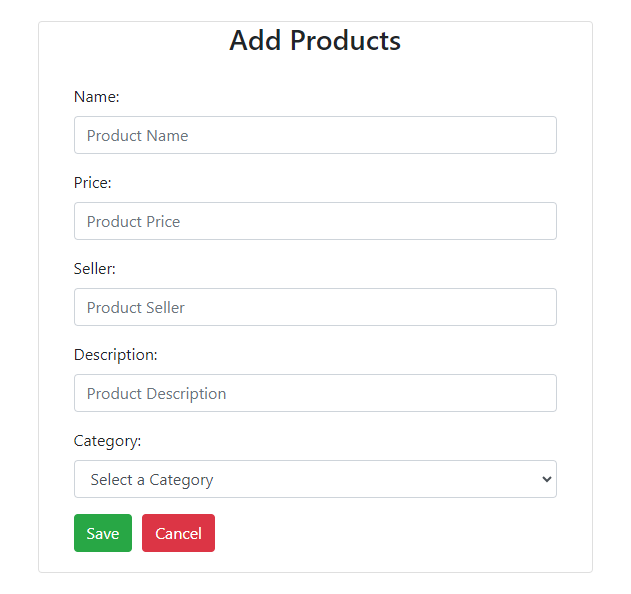 Add Products
Name:
Product Name
Price:
Product Price
Seller:
Product Seller
Description:
Product Description
Category:
Select a Category
Save Cancel